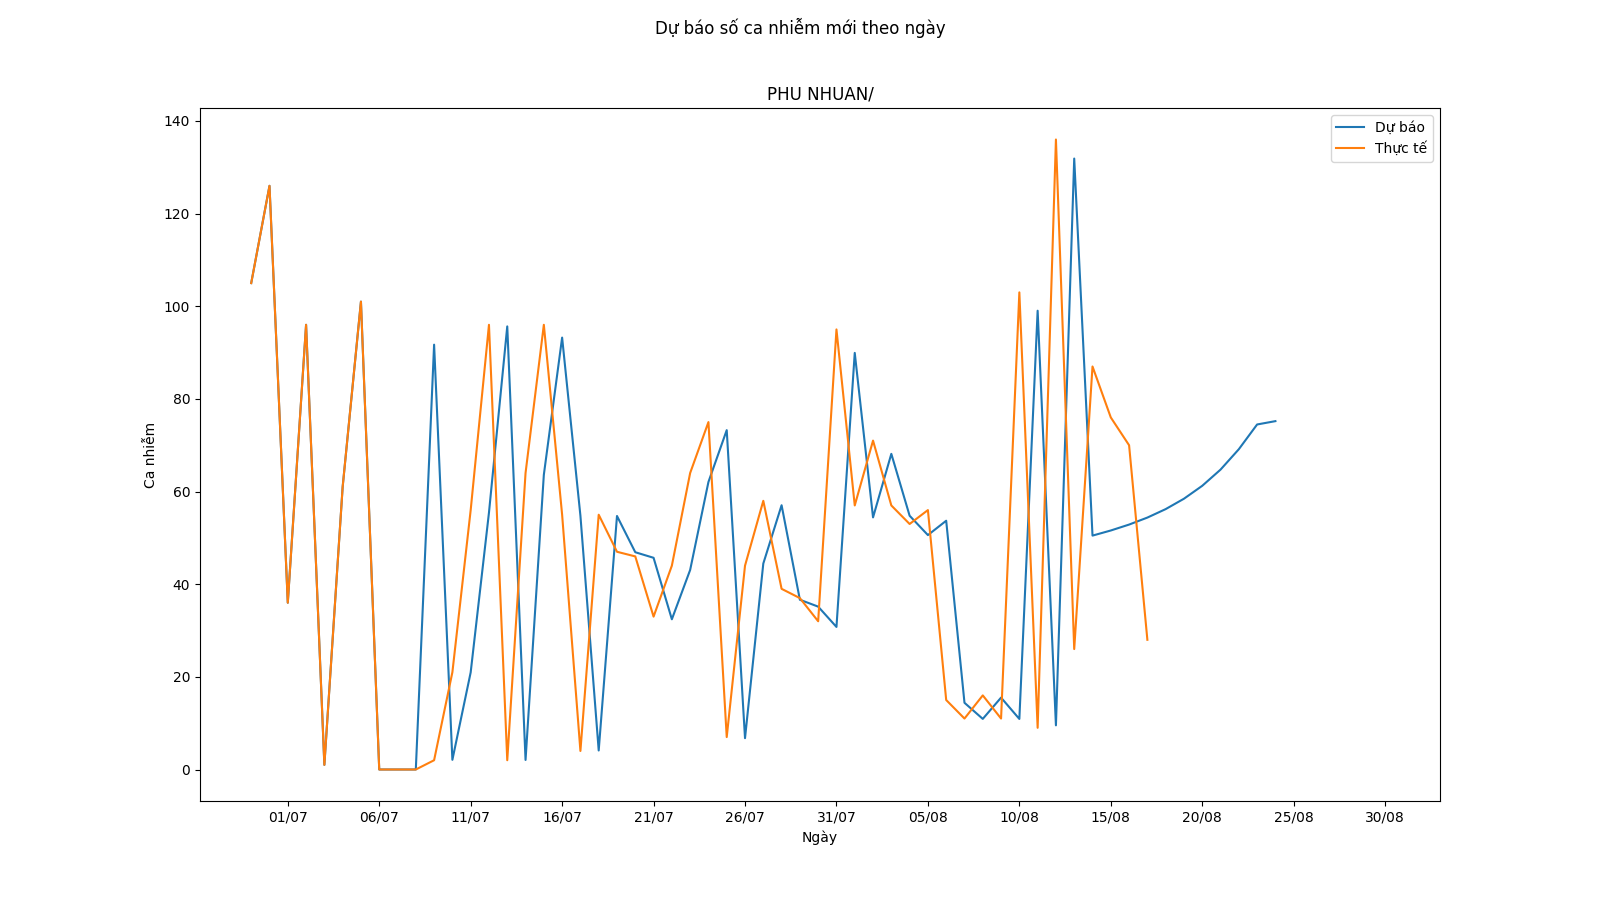 Dự báo số ca nhiễm mới theo ngày
PHU NHUAN/
Dự báo
Thực tế
140
120
100
80
60
40
20
0
Ca nhiễm
01/07 06/07 11/07 16/07 21/07 26/07 31/07 05/08 10/08 15/08 20/08 25/08 30/08
Ngày